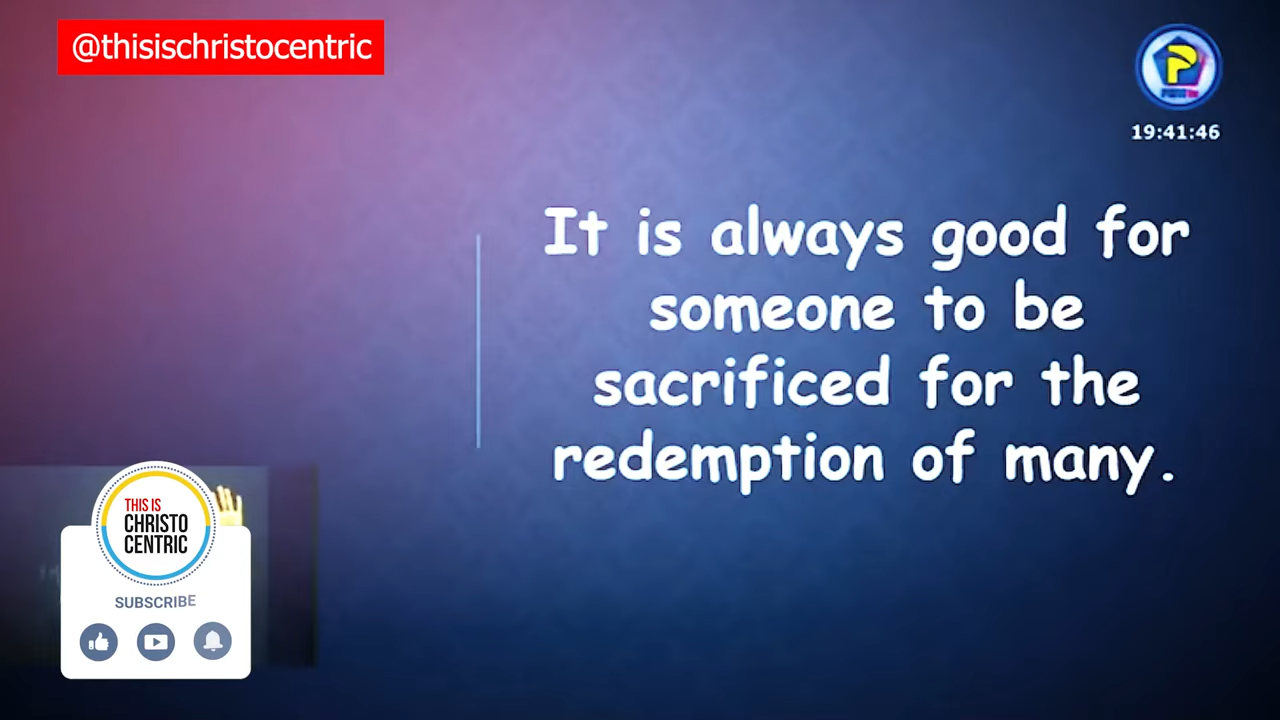 @thisischristocentric
P
19:41:46
It is always good for
someone to be
sacrificed for the
redemption of many.
THIS IS
CHRISTO
CENTRIC
SUBSCRIBE